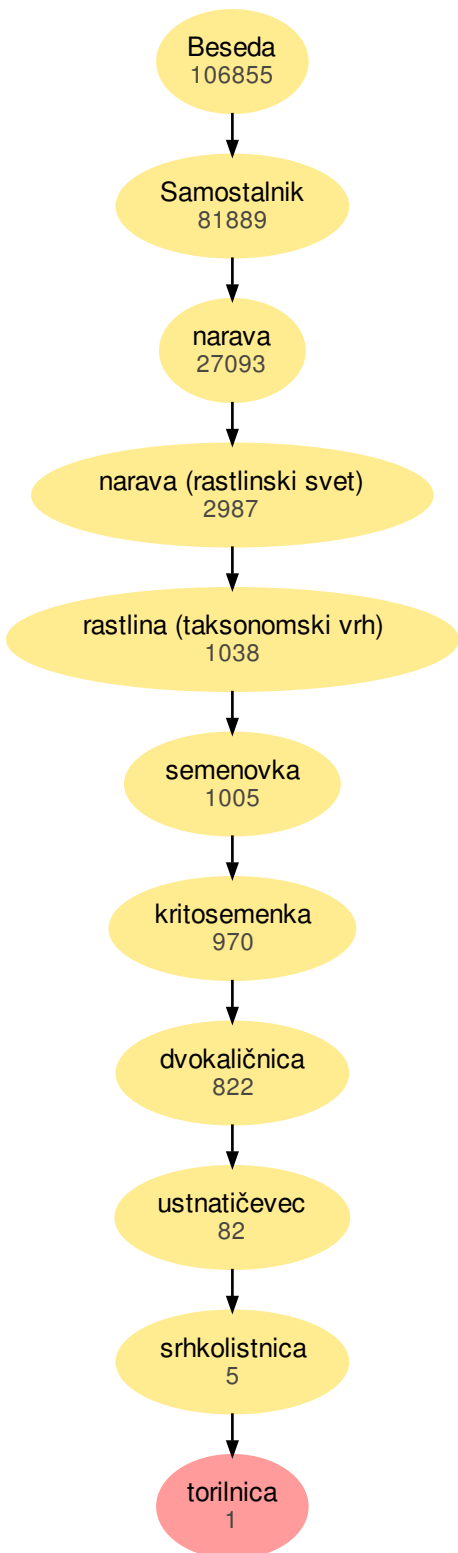 Beseda
106855
Samostalnik
81889
narava
27093
narava (rastlinski svet)
2987
rastlina (taksonomski vrh)
1038
semenovka
1005
kritosemenka
970
dvokaličnica
822
ustnatičevec
82
srhkolistnica
5
torilnica
1